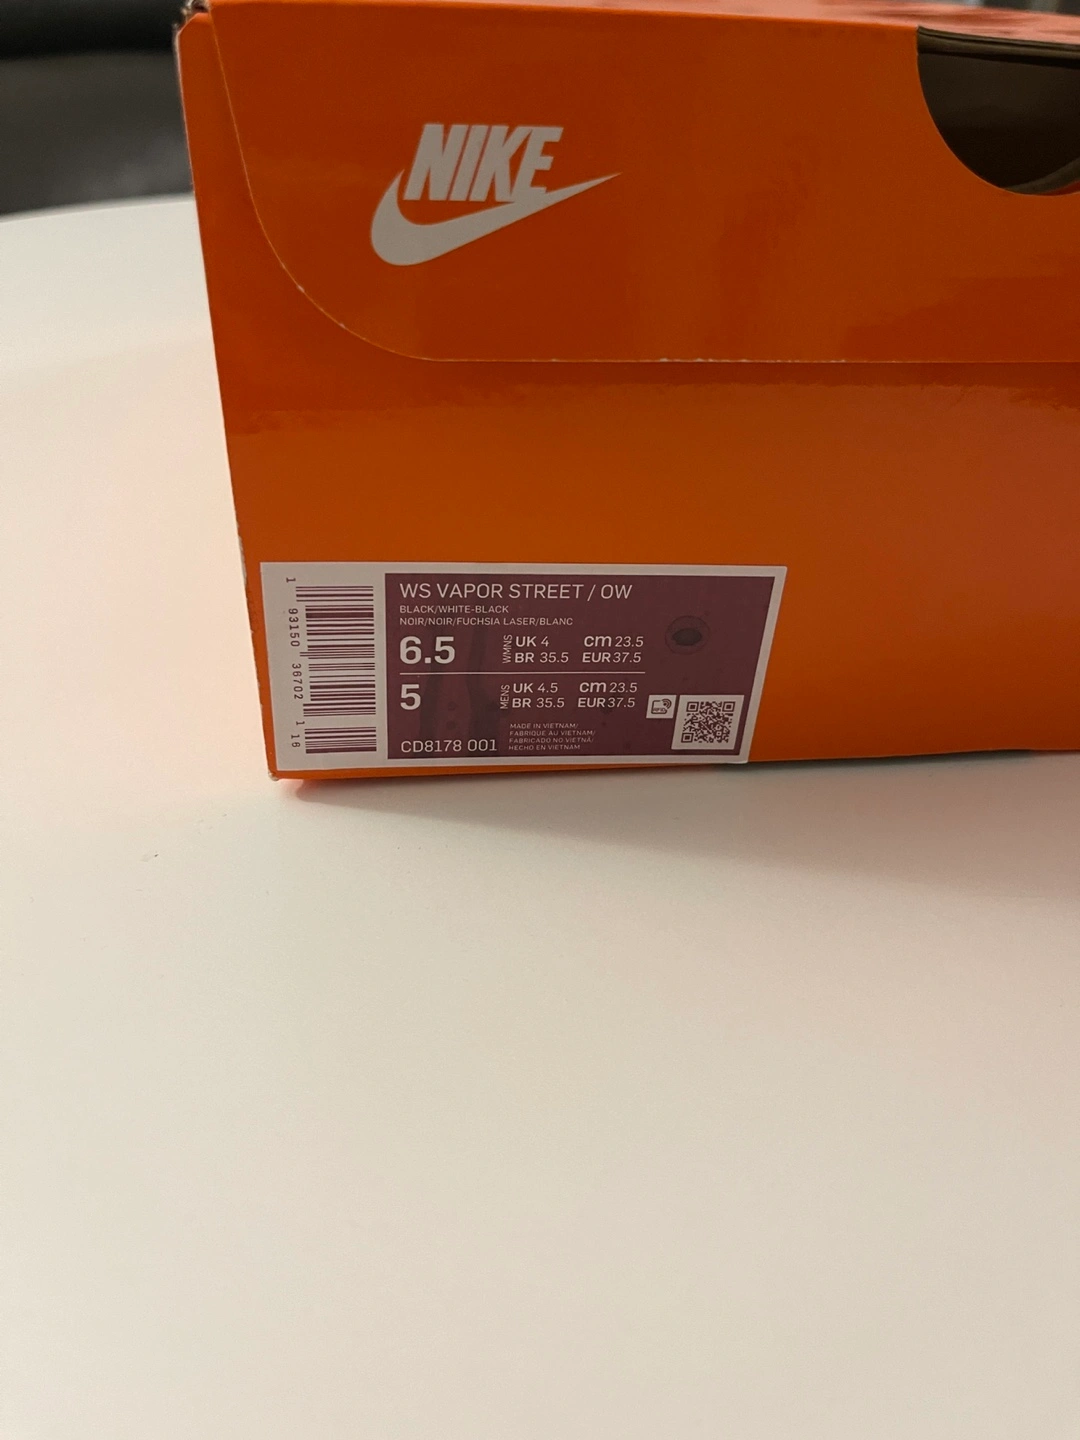 NIKE
WS VAPOR STREET / OW
BLACK/WHITE-BLACK
NOIR/NOIR/FUCHSIA LASER/BLANC
6.5 WMNS UK 4 cm 23.5
BR 35.5 EUR 37.5
5 MENS UK 4.5 cm 23.5
BR 35.5 EUR 37.5
MADE IN VIETNAM/
FABRIQUE AU VIETNAM/
FABRICADO NO VIETNÃ/
HECHO EN VIETNAM
CD8178 001
1 93150 36702 1 16